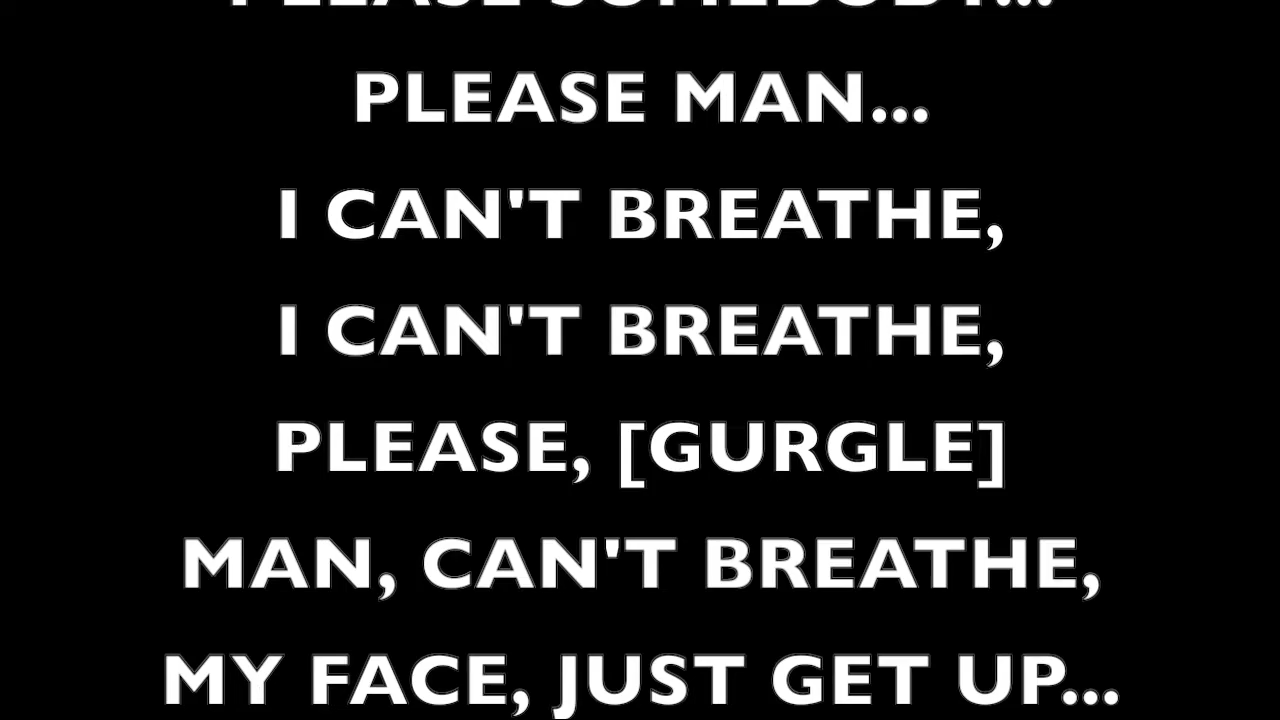 PLEASE SOMEBODY...
PLEASE MAN...
I CAN'T BREATHE,
I CAN'T BREATHE,
PLEASE, [GURGLE]
MAN, CAN'T BREATHE,
MY FACE, JUST GET UP...